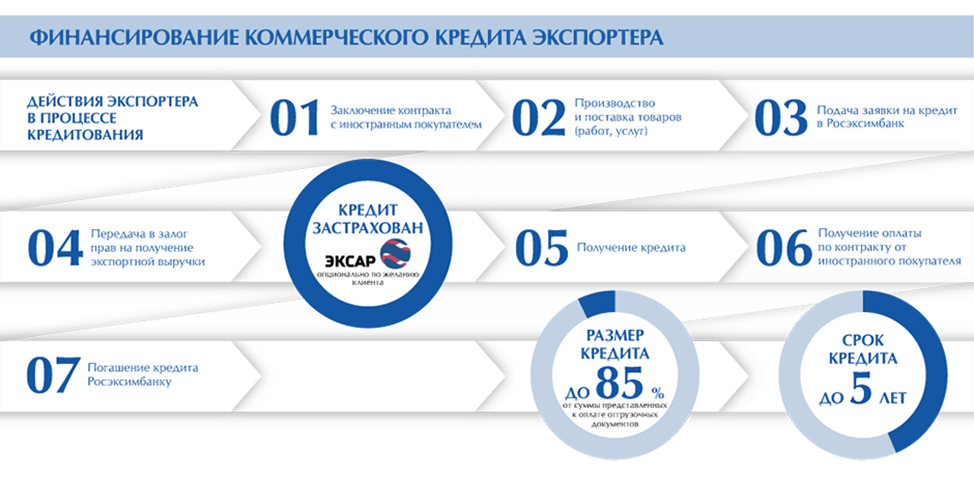 ФИНАНСИРОВАНИЕ КОММЕРЧЕСКОГО КРЕДИТА ЭКСПОРТЕРА
ДЕЙСТВИЯ ЭКСПОРТЕРА
В ПРОЦЕССЕ
КРЕДИТОВАНИЯ
01
Заключение контракта
с иностранным покупателем
02
Производство
и поставка товаров
(работ, услуг)
03
Подача заявки на кредит
в Росэксимбанк
04
Передача в залог
прав на получение
экспортной выручки
КРЕДИТ
ЗАСТРАХОВАН
ЭКСАР
опционально по желанию
клиента
05
Получение кредита
06
Получение оплаты
по контракту от
иностранного покупателя
07
Погашение кредита
Росэксимбанку
РАЗМЕР
КРЕДИТА
ДО 85 %
от суммы представленных
к оплате отгрузочных
документов
СРОК
КРЕДИТА
ДО 5 ЛЕТ